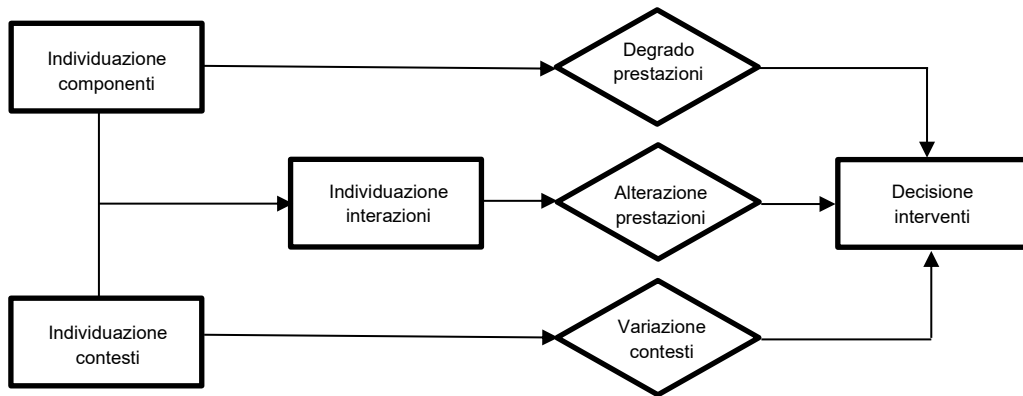 Individuazione
componenti
Degrado
prestazioni
Individuazione
interazioni
Alterazione
prestazioni
Decisione
interventi
Individuazione
contesti
Variazione
contesti